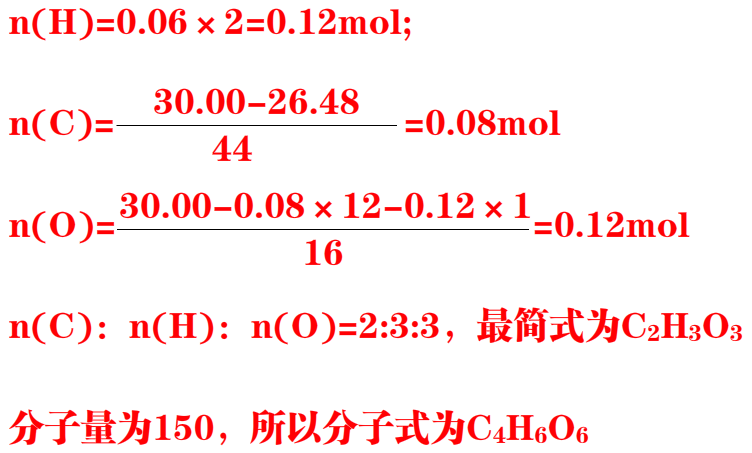 n(H)=0.06×2=0.12mol;
n(C)=\frac{30.00-26.48}{44}=0.08mol
n(O)=\frac{30.00-0.08×12-0.12×1}{16}=0.12mol
n(C)：n(H)：n(O)=2:3:3，最简式为C₂H₃O₃
分子量为150，所以分子式为C₄H₆O₆